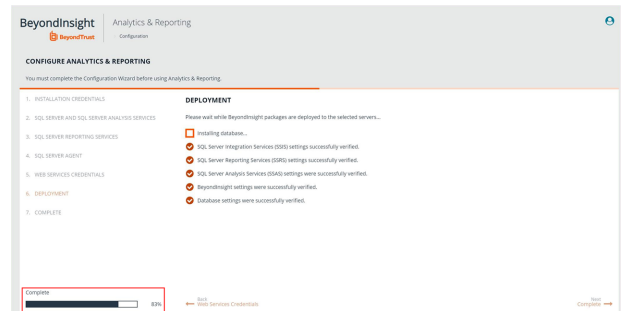 BeyondInsight
BeyondTrust
Analytics & Reporting
Configuration
CONFIGURE ANALYTICS & REPORTING
You must complete the Configuration Wizard before using Analytics & Reporting.
1. INSTALLATION CREDENTIALS
2. SQL SERVER AND SQL SERVER ANALYSIS SERVICES
3. SQL SERVER REPORTING SERVICES
4. SQL SERVER AGENT
5. WEB SERVICES CREDENTIALS
6. DEPLOYMENT
7. COMPLETE
DEPLOYMENT
Please wait while BeyondInsight packages are deployed to the selected servers...
Installing database...
SQL Server Integration Services (SSIS) settings successfully verified.
SQL Server Reporting Services (SSRS) settings successfully verified.
SQL Server Analysis Services (SSAS) settings were successfully verified.
BeyondInsight settings were successfully verified.
Database settings were successfully verified.
Complete
83%
Back
Web Services Credentials
Next
Complete